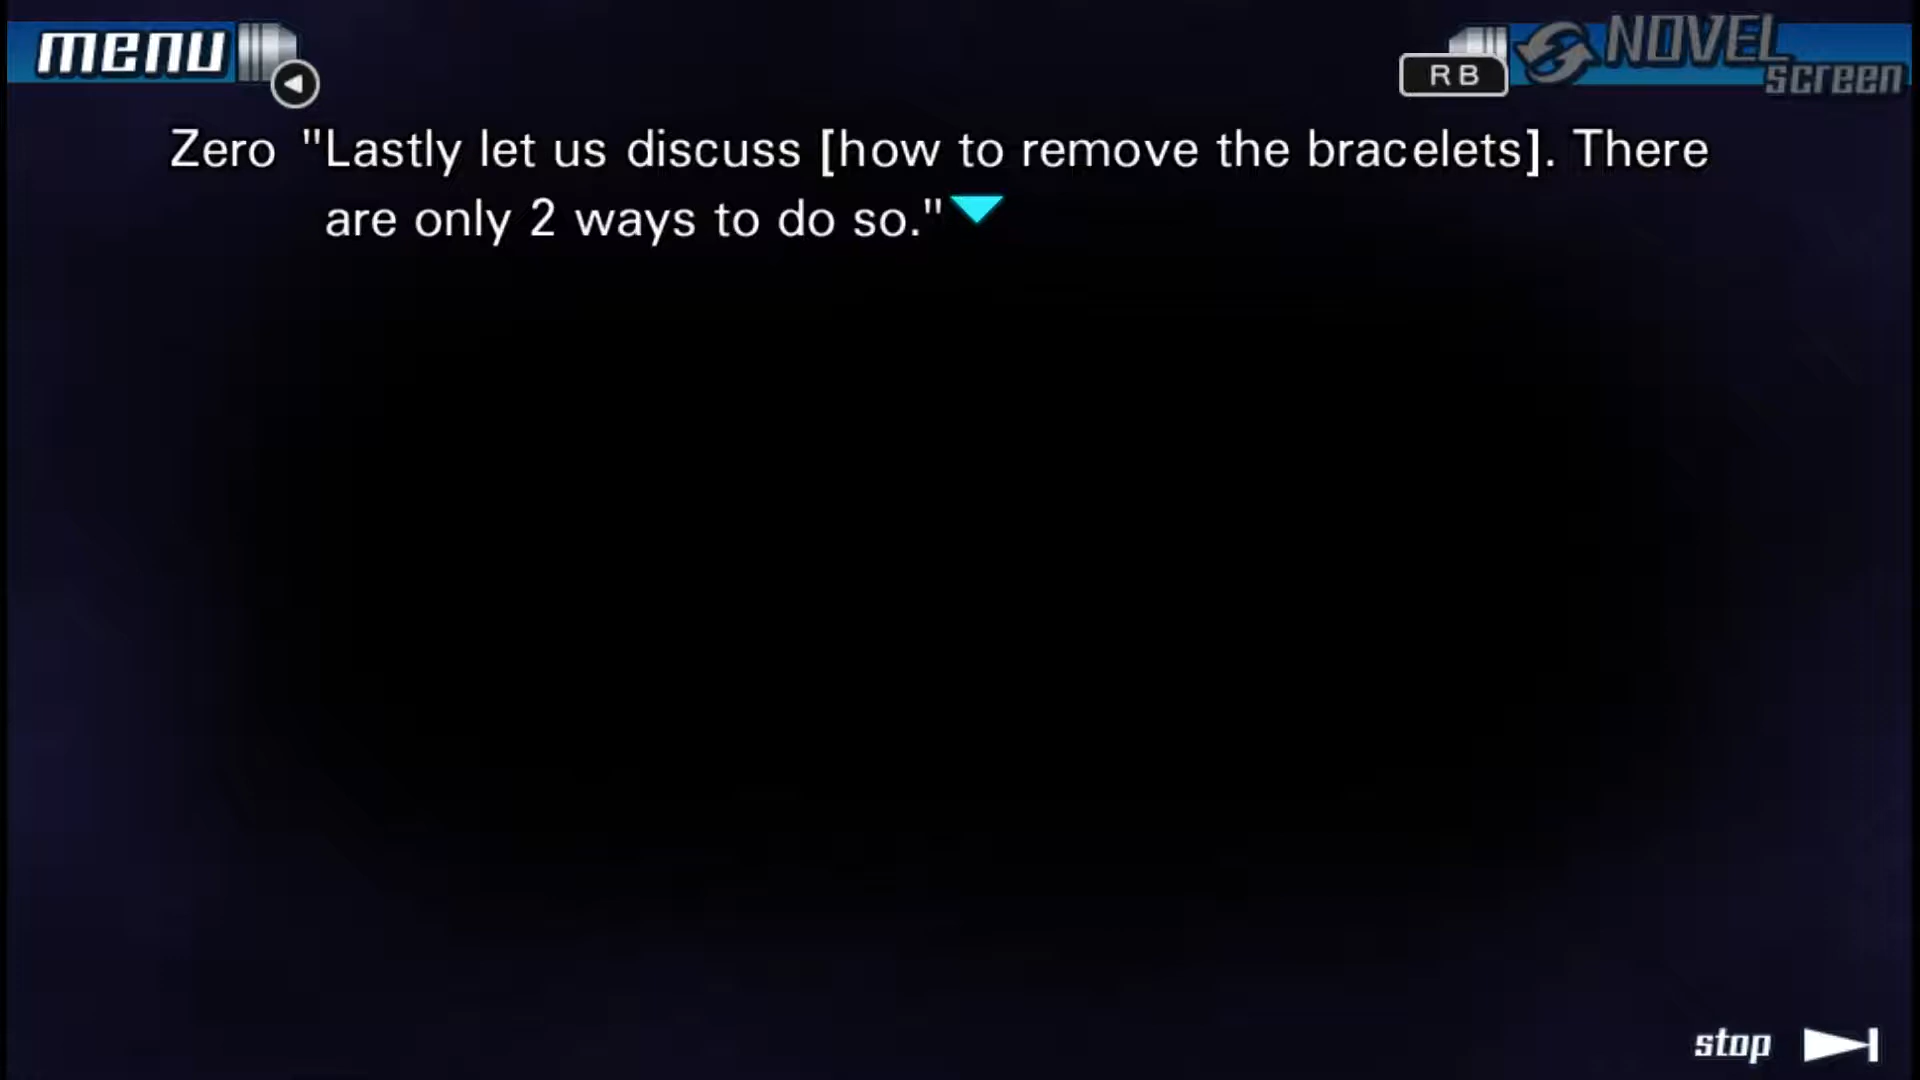 menu
RB
NOVEL
screen
Zero "Lastly let us discuss [how to remove the bracelets]. There
are only 2 ways to do so."
stop